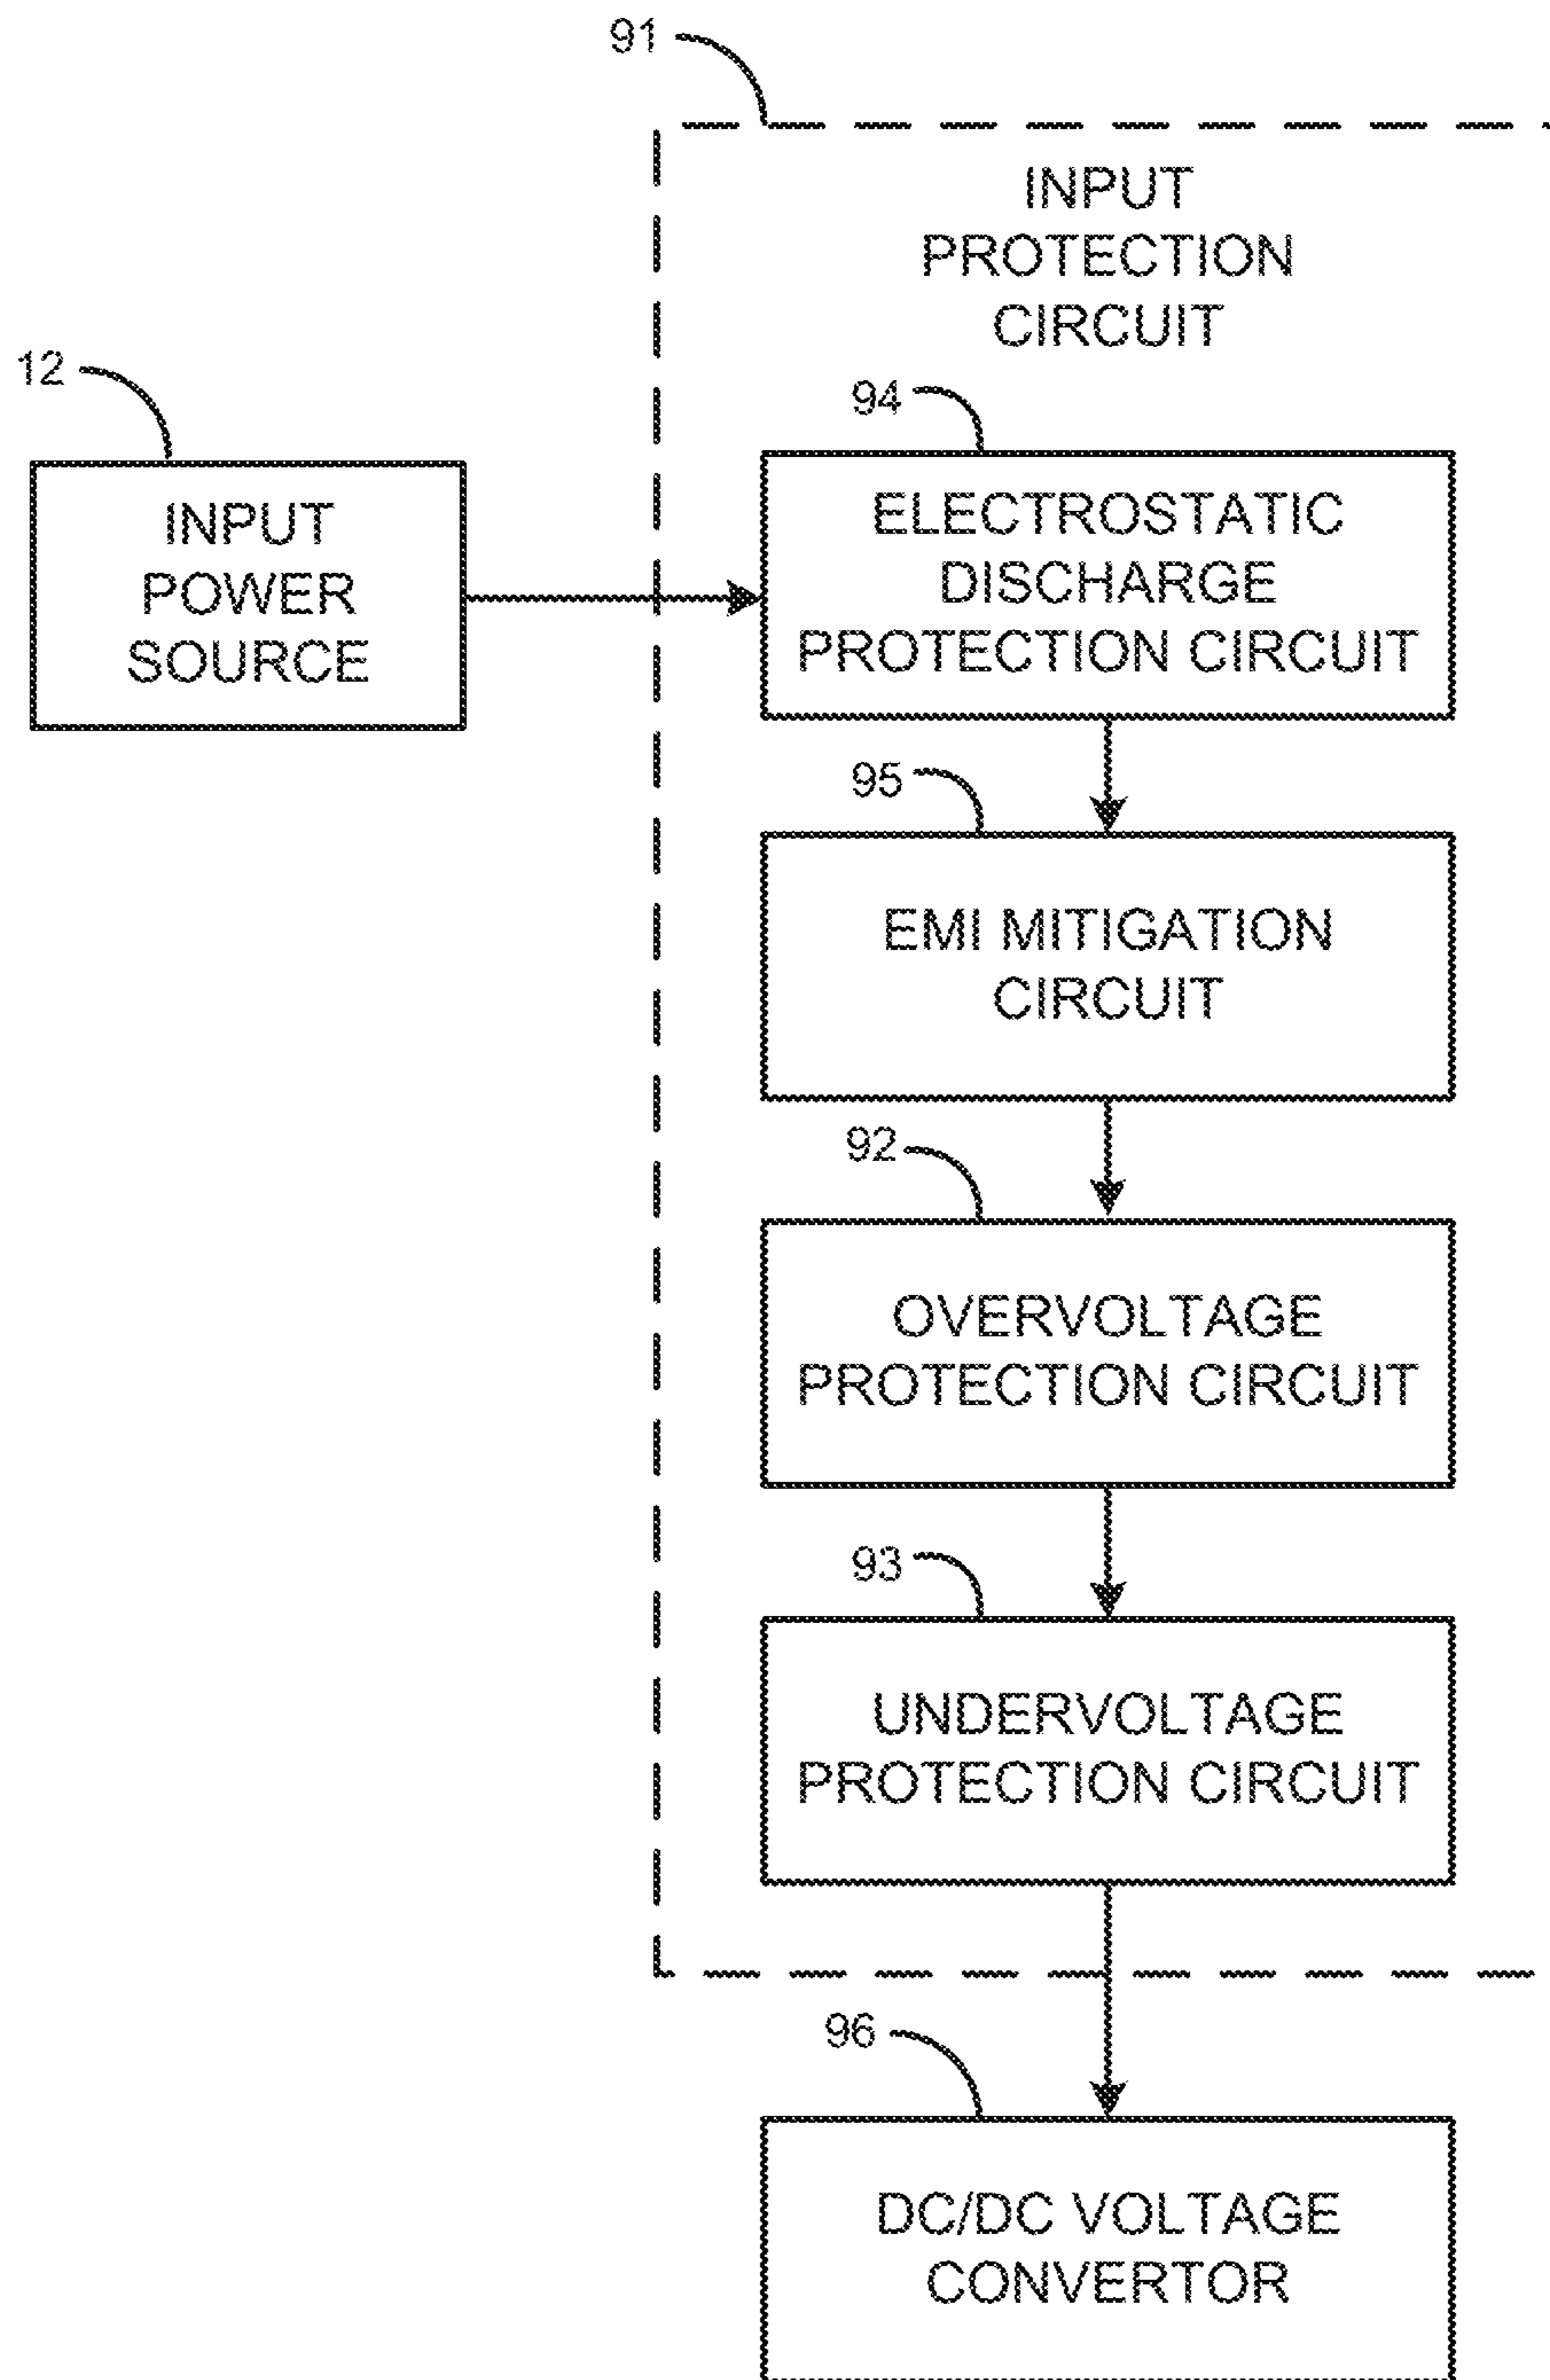 91
INPUT
PROTECTION
CIRCUIT
12
INPUT
POWER
SOURCE
94
ELECTROSTATIC
DISCHARGE
PROTECTION CIRCUIT
95
EMI MITIGATION
CIRCUIT
92
OVERVOLTAGE
PROTECTION CIRCUIT
93
UNDERVOLTAGE
PROTECTION CIRCUIT
96
DC/DC VOLTAGE
CONVERTOR